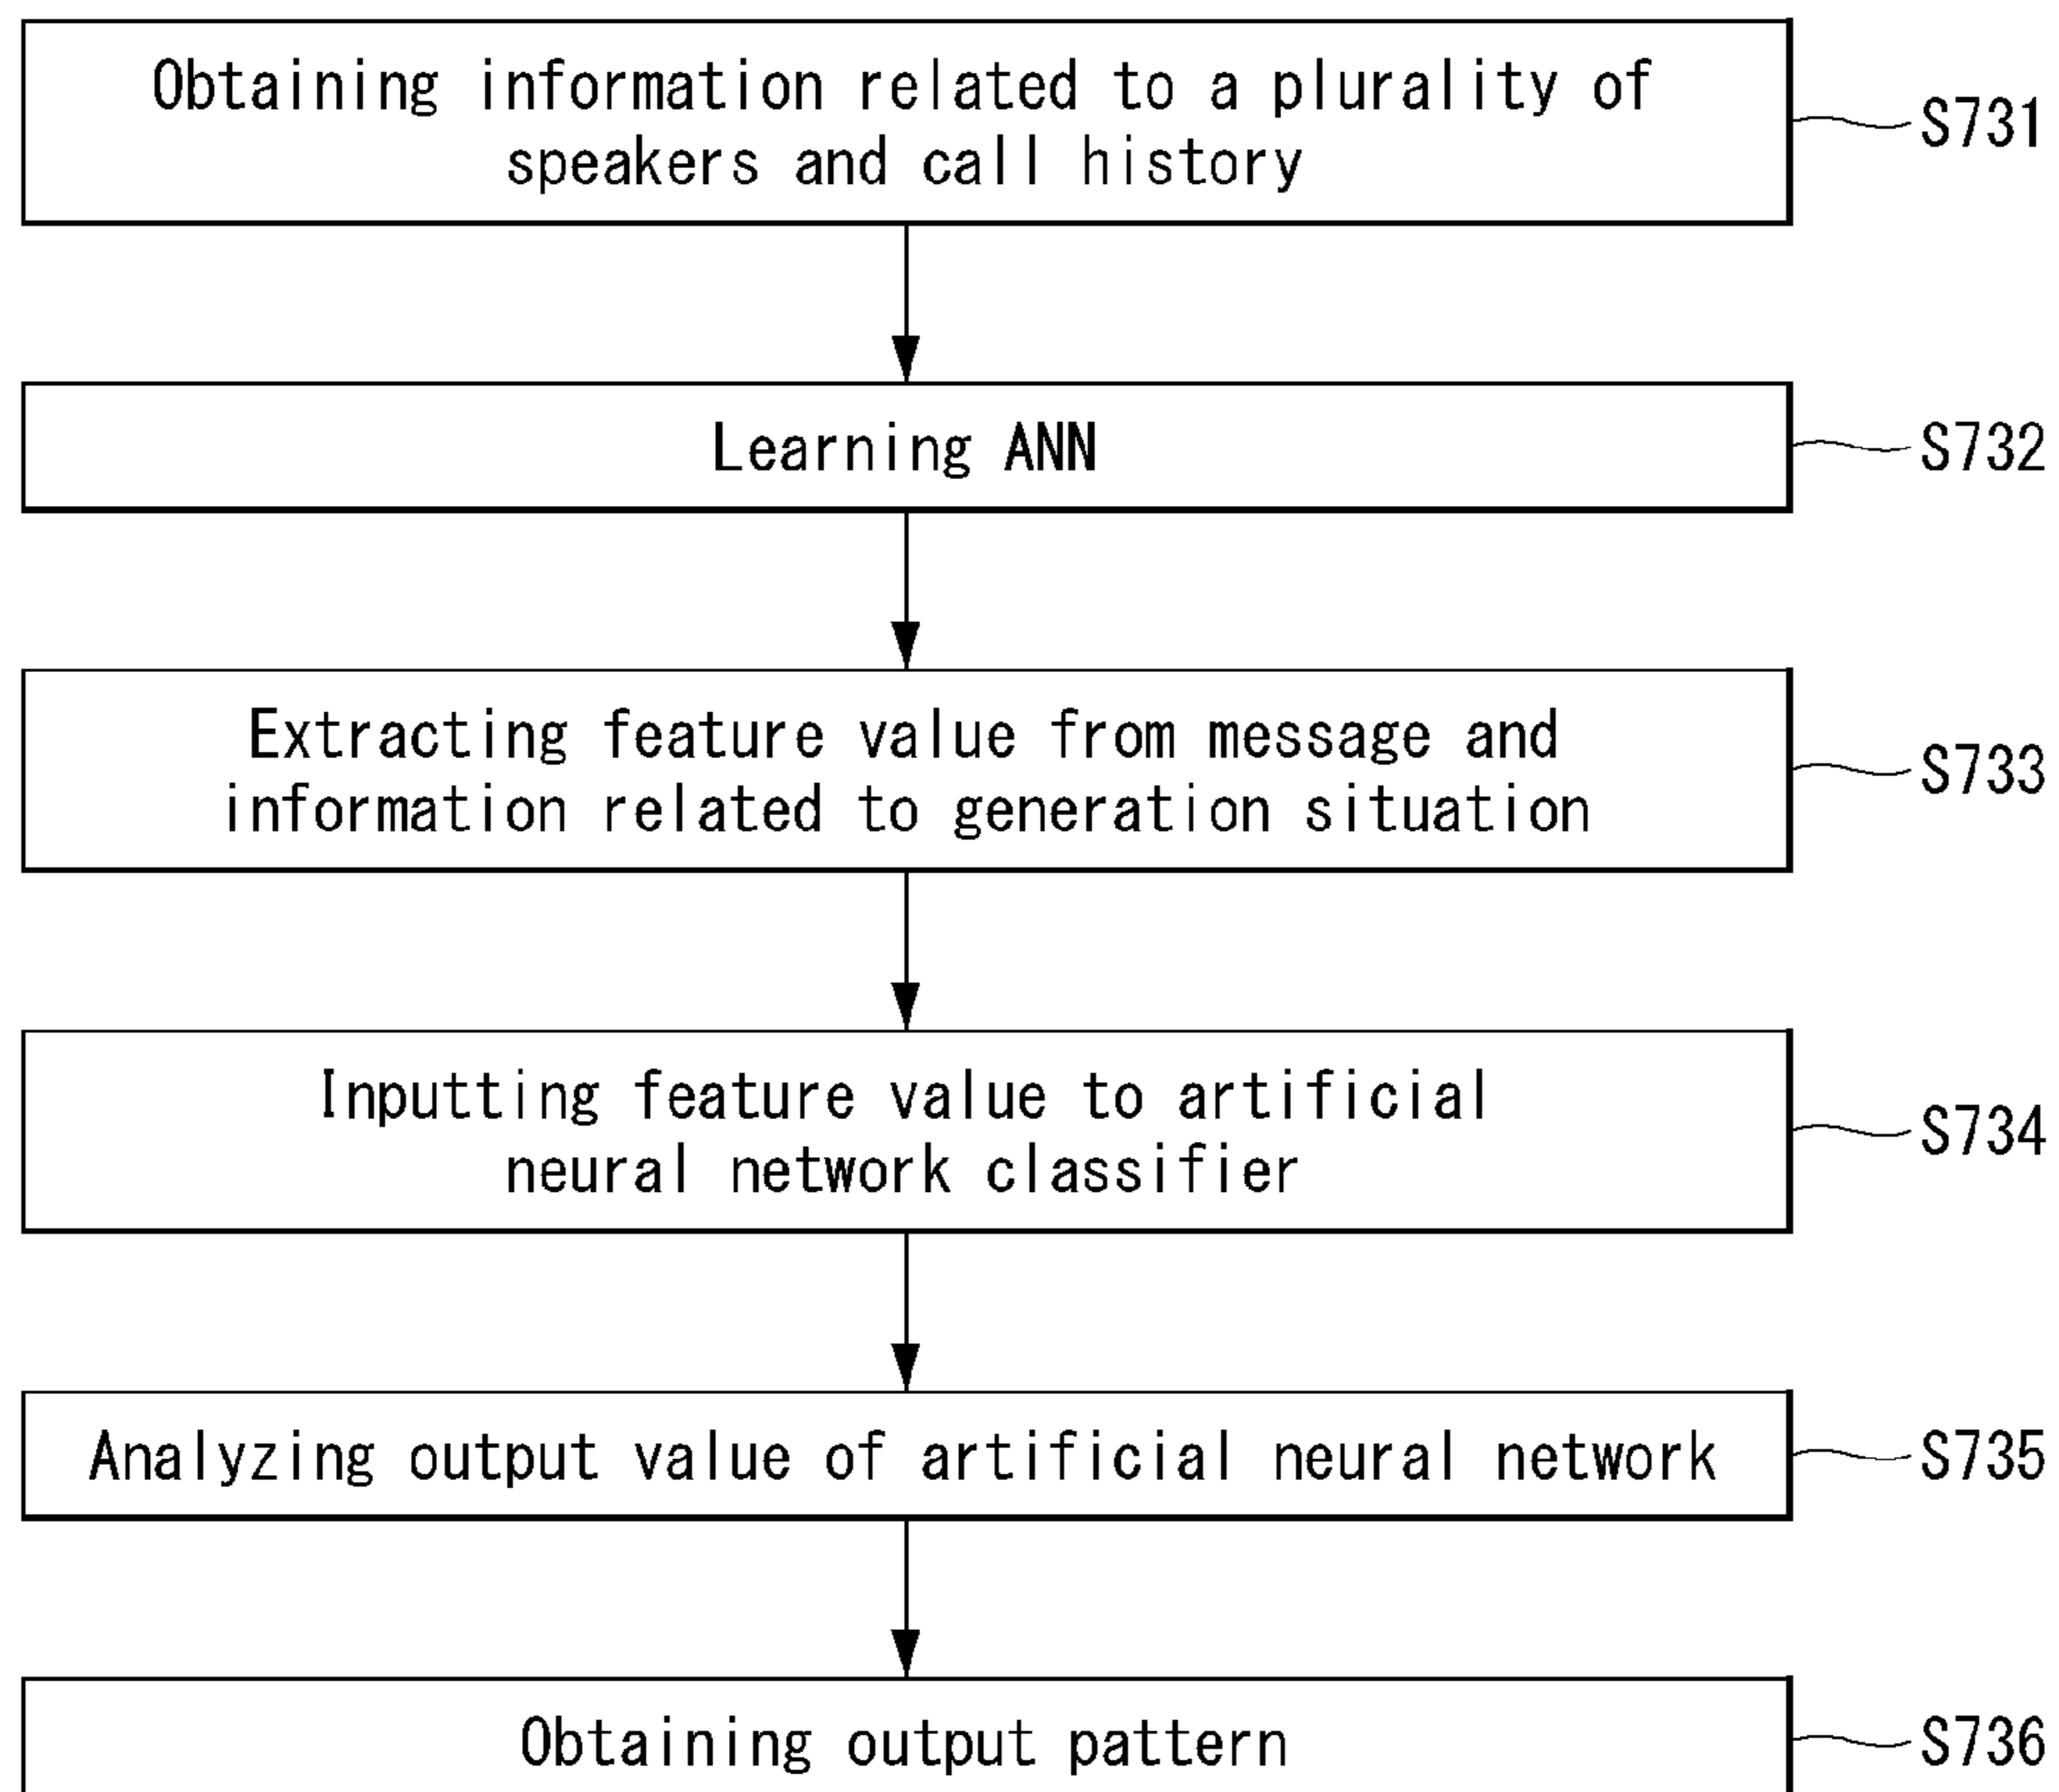 Obtaining information related to a plurality of
speakers and call history
S731
Learning ANN
S732
Extracting feature value from message and
information related to generation situation
S733
Inputting feature value to artificial
neural network classifier
S734
Analyzing output value of artificial neural network
S735
Obtaining output pattern
S736